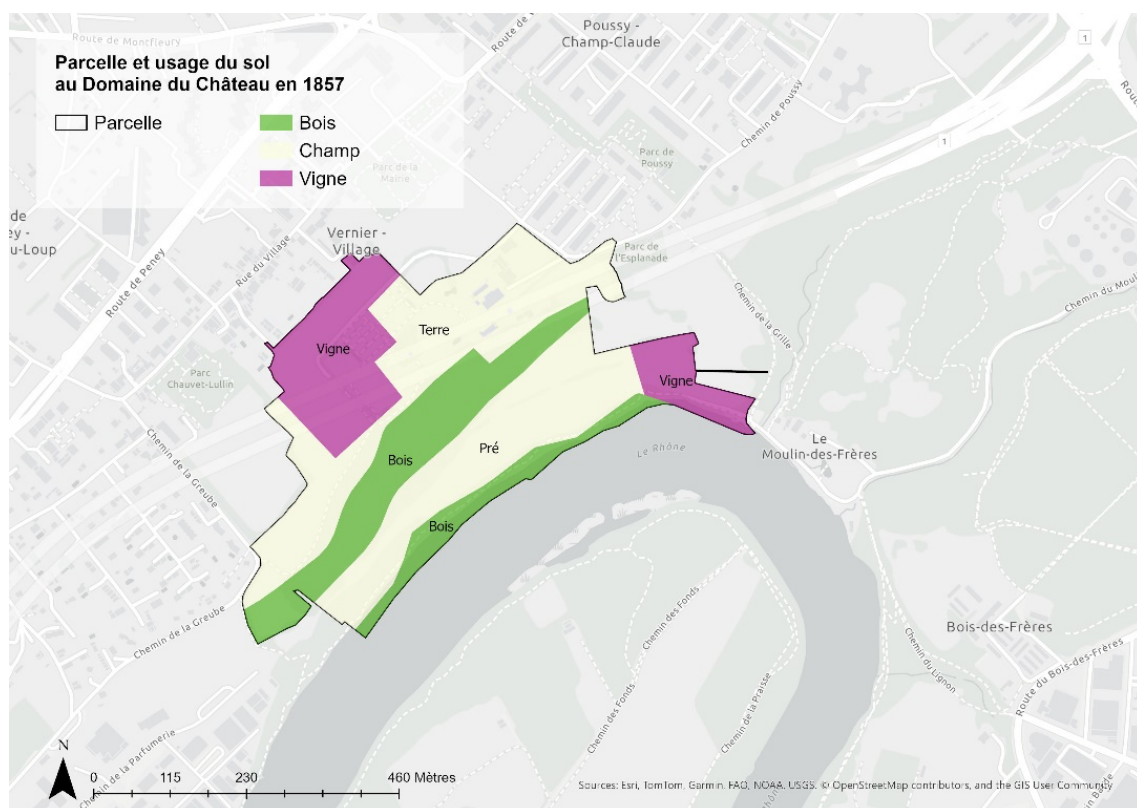 Parcelle et usage du sol
au Domaine du Château en 1857
Parcelle
Bois
Champ
Vigne
Route de Montfleury
Poussy -
Champ-Claude
1
Chemin de Poussy
1
Parc de
Poussy
Parc de la
Mairie
de
ey -
u-Loup
Route de Peney
Rue du Village
Vernier -
Village
Parc de
l'Esplanade
Chemin de la Grille
Terre
Vigne
Parc
Chauvet-Lullin
Vigne
Chemin de la Greube
Le
Moulin-des-Frères
Le Rhône
Pré
Bois
Bois
Chemin de la Greube
Chemin des Fonds
Chemin des Fonds
Chemin de la Praisse
Bois-des-Frères
Chemin du Lignon
Route du Bois-des-Frères
Chemin de la Parfumerie
N
0 115 230 460 Mètres
Sources: Esri, TomTom, Garmin, FAO, NOAA, USGS, © OpenStreetMap contributors, and the GIS User Community